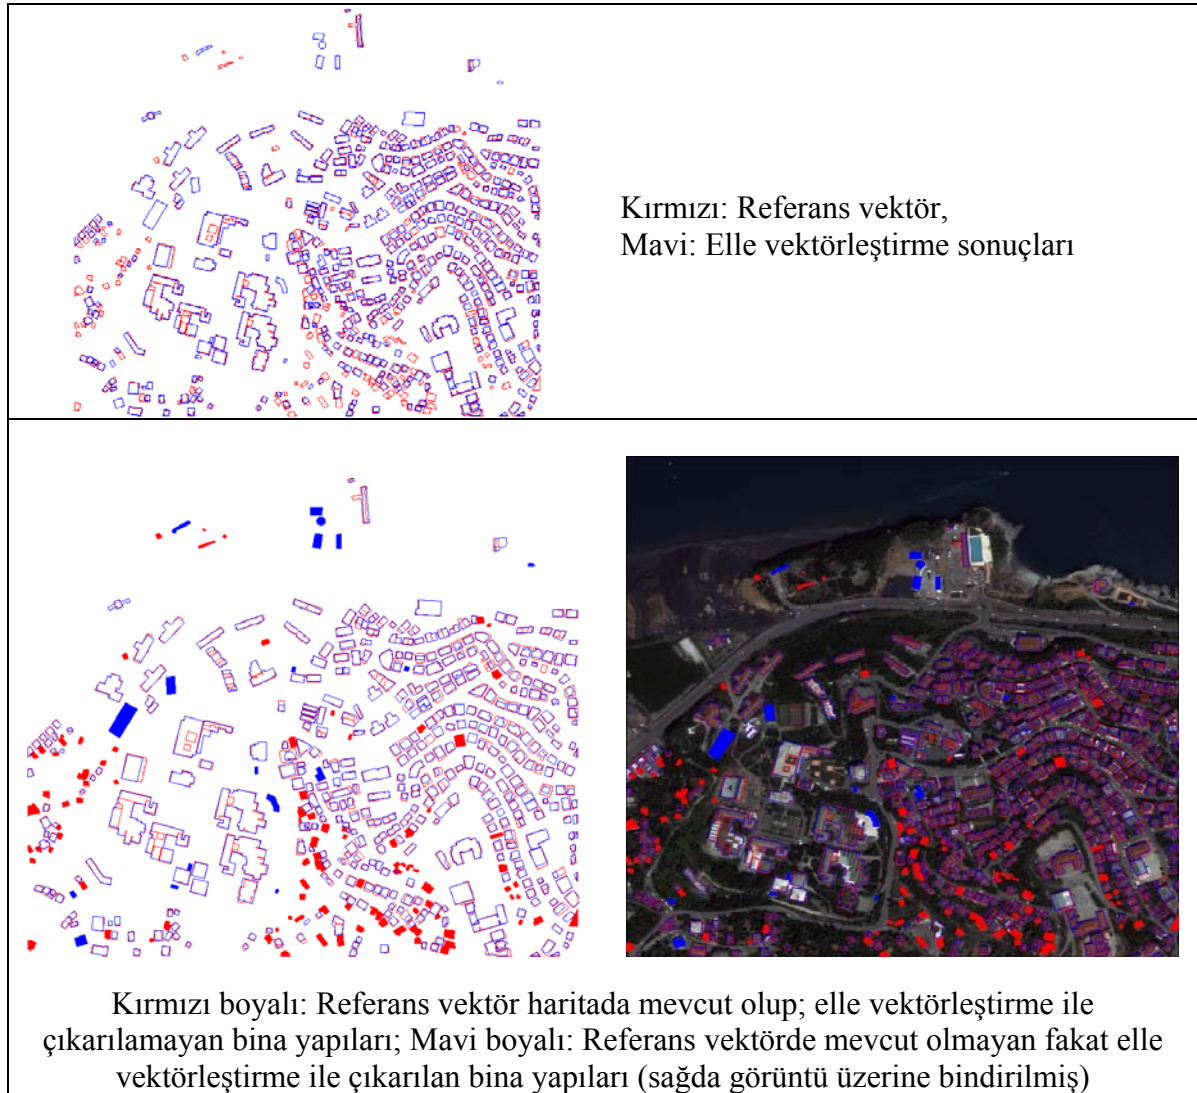 Kırmızı: Referans vektör,
Mavi: Elle vektörleştirme sonuçları
Kırmızı boyalı: Referans vektör haritada mevcut olup; elle vektörleştirme ile
çıkarılamayan bina yapıları; Mavi boyalı: Referans vektörde mevcut olmayan fakat elle
vektörleştirme ile çıkarılan bina yapıları (sağda görüntü üzerine bindirilmiş)